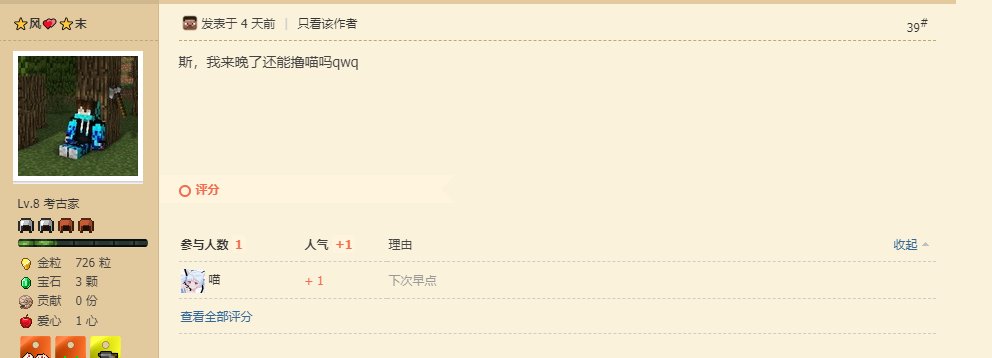 风 末
发表于 4 天前 | 只看该作者
39#
斯，我来晚了还能撸喵吗qwq
评分
Lv.8 考古家
参与人数 1 人气 +1 理由 收起
金粒 726 粒
宝石 3 颗
喵 + 1 下次早点
贡献 0 份
爱心 1 心
查看全部评分